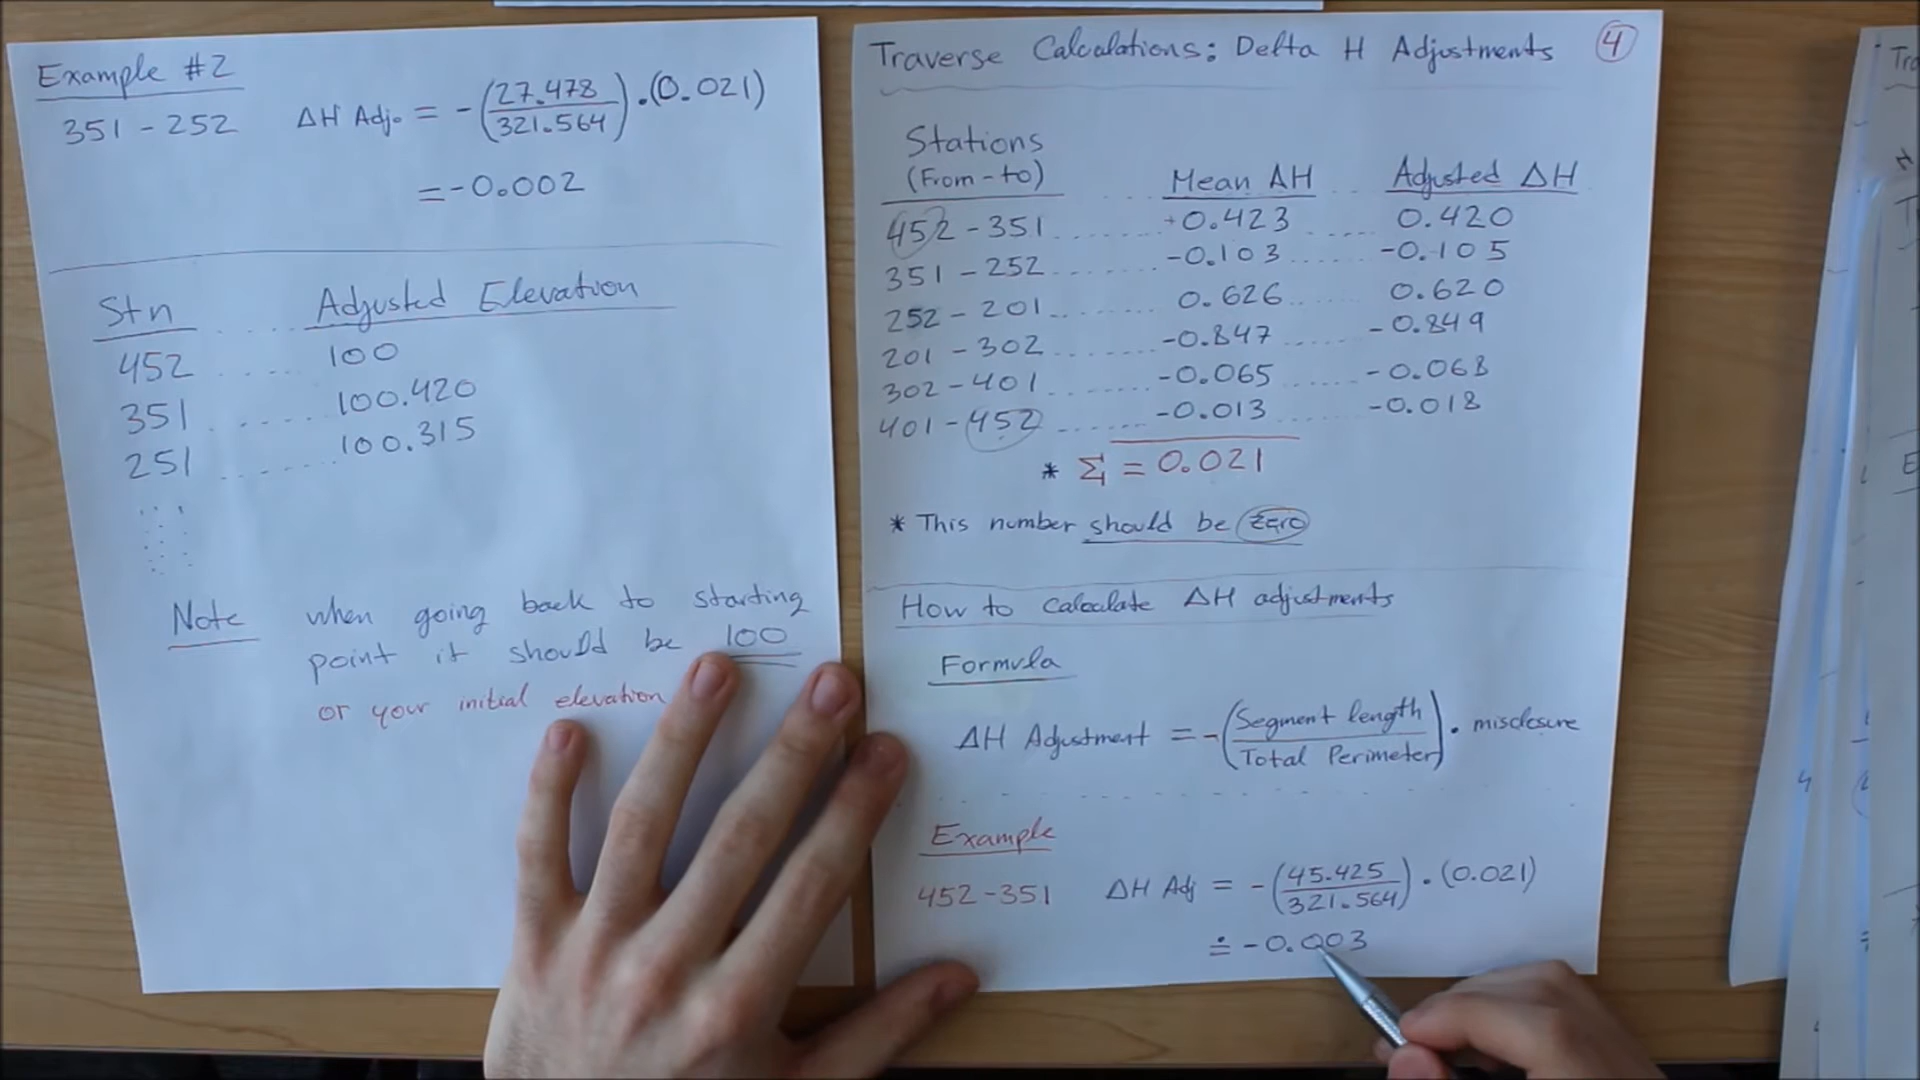 Example #2
351 - 252 ΔH Adj. = -(27.478/321.564) . (0.021)
= -0.002
Stn .... Adjusted Elevation
452 ..... 100
351 ..... 100.420
251 ...... 100.315
Note when going back to starting
point it should be 100
or your initial elevation
Traverse Calculations: Delta H Adjustments 4
Stations
(From - to) Mean ΔH Adjusted ΔH
452 - 351 ........ +0.423 ..... 0.420
351 - 252 ........ -0.103 ...... -0.105
252 - 201 ........ 0.626 ..... 0.620
201 - 302 ........ -0.847 ..... -0.849
302 - 401 ........ -0.065 ...... -0.068
401 - 452 ....... -0.013 ..... -0.018
* Σ = 0.021
* This number should be zero
How to calculate ΔH adjustments
Formula
ΔH Adjustment = -(Segment length/Total Perimeter) . misclosure
Example
452 - 351 ΔH Adj = -(45.425/321.564) . (0.021)
≐ -0.003